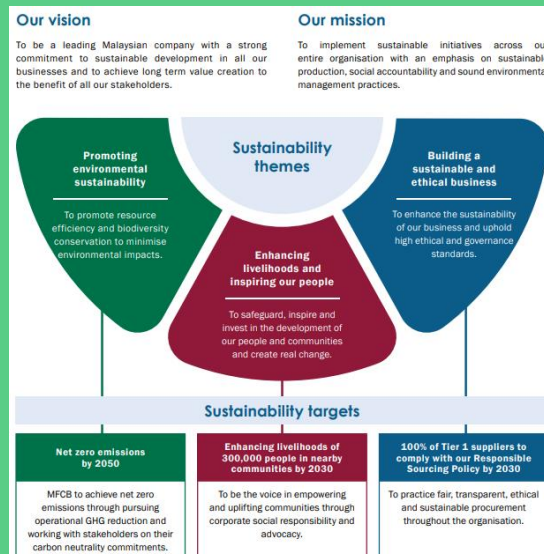 Our vision
To be a leading Malaysian company with a strong
commitment to sustainable development in all our
businesses and to achieve long term value creation to
the benefit of all our stakeholders.
Our mission
To implement sustainable initiatives across
entire organisation with an emphasis on
production, social accountability and sound
management practices.
Sustainability
themes
Promoting
environmental
sustainability
To promote resource
efficiency and biodiversity
conservation to minimise
environmental impacts.
Enhancing
livelihoods and
inspiring our people
To safeguard, inspire and
invest in the development of
our people and communities
and create real change.
Building a
sustainable and
ethical business
To enhance the sustainability
of our business and uphold
high ethical and governance
standards.
Sustainability targets
Net zero emissions
by 2050
MFCB to achieve net zero
emissions through pursuing
operational GHG reduction and
working with stakeholders on their
carbon neutrality commitments.
Enhancing livelihoods of
300,000 people in nearby
communities by 2030
To be the voice in empowering
and uplifting communities through
corporate social responsibility and
advocacy.
100% of Tier 1 suppliers to
comply with our Responsible
Sourcing Policy by 2030
To practice fair, transparent, ethical
and sustainable procurement
throughout the organisation.